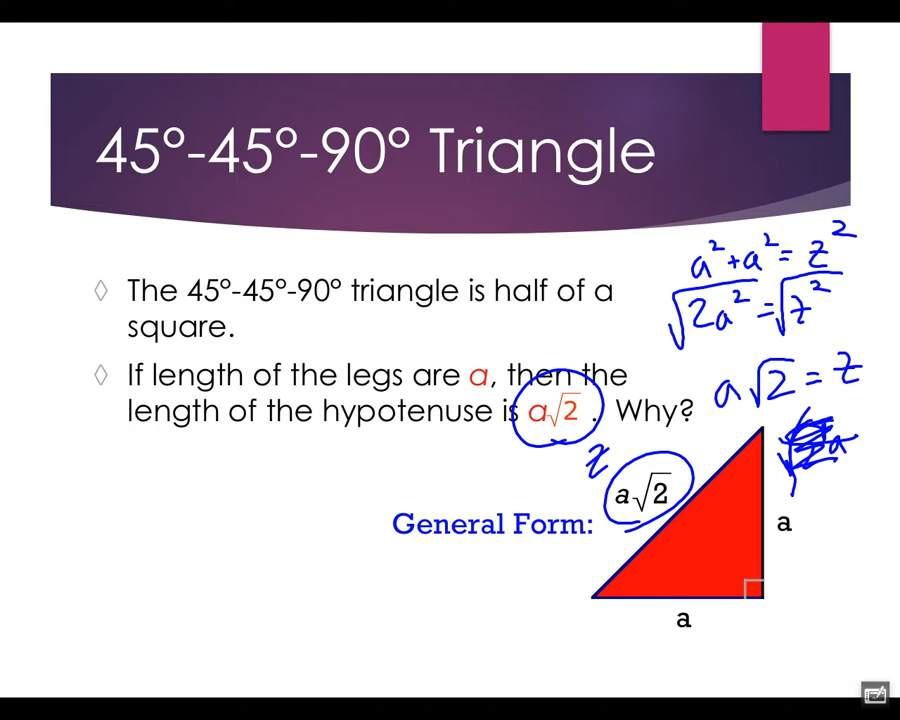 45°-45°-90° Triangle
a² + a² = z²
√2a² = √z²
a√2 = z
◊ The 45°-45°-90° triangle is half of a
square.
◊ If length of the legs are a, then the
length of the hypotenuse is a√2 . Why?
z
a√2
General Form:
a
a